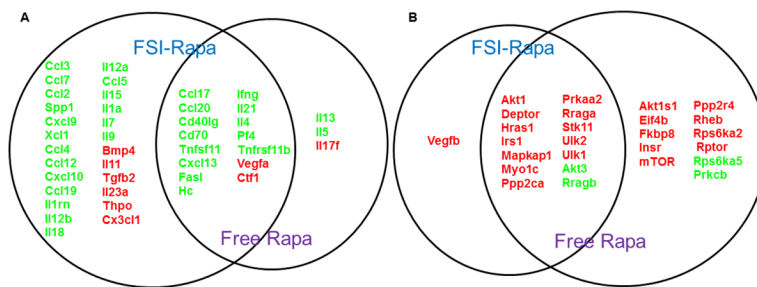 A
FSI-Rapa
Ccl3 Il12a
Ccl7 Ccl5
Ccl2 Il15
Spp1 Il1a
Cxcl9 Il7
Xcl1 Il9
Ccl4 Bmp4
Ccl12 Il11
Cxcl10 Tgfb2
Ccl19 Il23a
Il1rn Thpo
Il12b Cx3cl1
Il18
Ccl17 Ifng
Ccl20 Il21
Cd40lg Il4
Cd70 Pf4
Tnfsf11 Tnfrsf11b
Cxcl13 Vegfa
Fasl Ctf1
Hc
Il13
Il5
Il17f
Free Rapa
B
FSI-Rapa
Vegfb
Akt1 Prkaa2
Deptor Rraga
Hras1 Stk11
Irs1 Ulk2
Mapkap1 Ulk1
Myo1c Akt3
Ppp2ca Rragb
Akt1s1 Ppp2r4
Eif4b Rheb
Fkbp8 Rps6ka2
Insr Rptor
mTOR Rps6ka5
Prkcb
Free Rapa